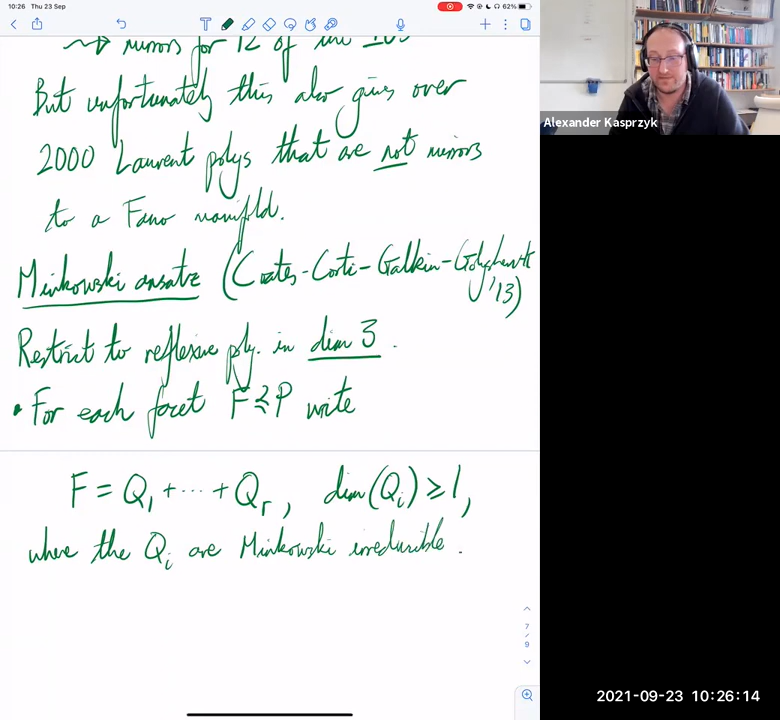 10:26 Thu 23 Sep
62%
mirrors for 12 of the
But unfortunately this also gives over
2000 Laurent polys that are not mirrors
to a Fano manifold.
Minkowski ansatz (Coates-Corti-Galkin-Golyshev '13)
Restrict to reflexive poly. in dim 3.
• For each facet F ⪱ P write
F = Q₁ + ⋯ + Qᵣ, dim(Qᵢ) ≥ 1,
where the Qᵢ are Minkowski irreducible.
Alexander Kasprzyk
7
/
9
2021-09-23 10:26:14